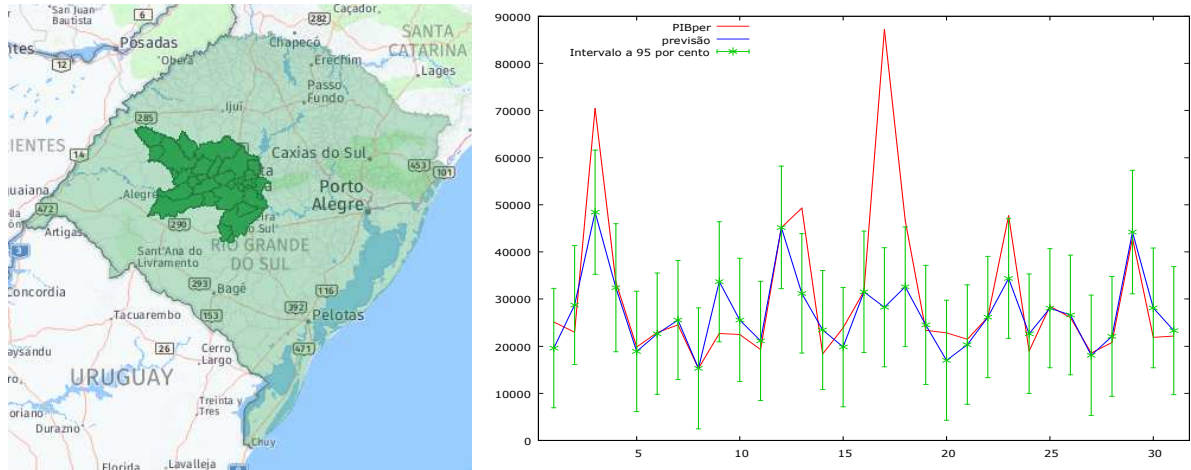 San Juan
Bautista
6
282
Caçador,
Posadas
Chapecó
SANTA
CATARINA
Oberá
Erechim
12
Lages
Passo
Fundo
Ijuí
285
14
Caxias do Sul
453
101
Alegre
Porto
Alegre
472
290
Artigas
RIO GRANDE
DO SUL
Sant'Ana do
Livramento
3
293
Bagé
116
Concordia
392
153
Pelotas
Tacuarembo
26
Cerro
Largo
471
URUGUAY
Treinta y
Tres
Durazno
Chuy
Florida
Lavalleja
PIBper
previsão
Intervalo a 95 por cento
90000
80000
70000
60000
50000
40000
30000
20000
10000
0
5
10
15
20
25
30